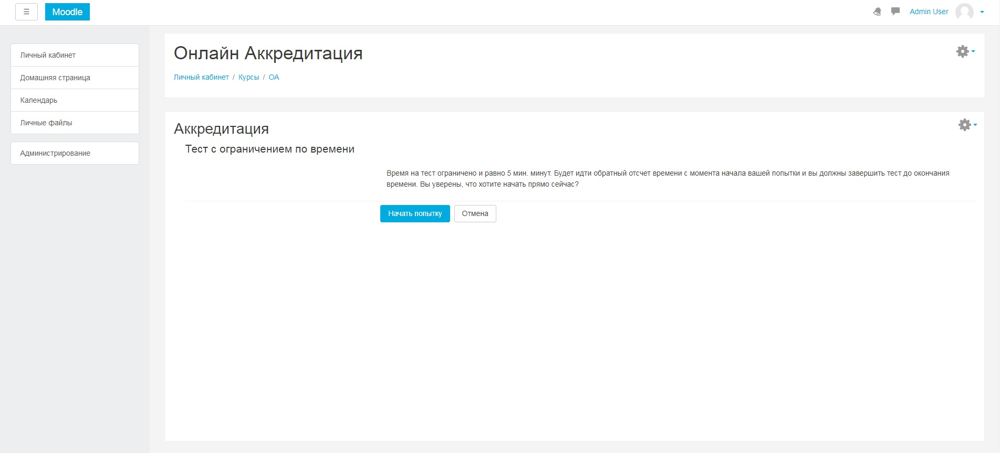 ☰ Moodle Admin User
Личный кабинет
Домашняя страница
Календарь
Личные файлы
Администрирование
Онлайн Аккредитация
Личный кабинет / Курсы / ОА
Аккредитация
Тест с ограничением по времени
Время на тест ограничено и равно 5 мин. минут. Будет идти обратный отсчет времени с момента начала вашей попытки и вы должны завершить тест до окончания
времени. Вы уверены, что хотите начать прямо сейчас?
Начать попытку Отмена